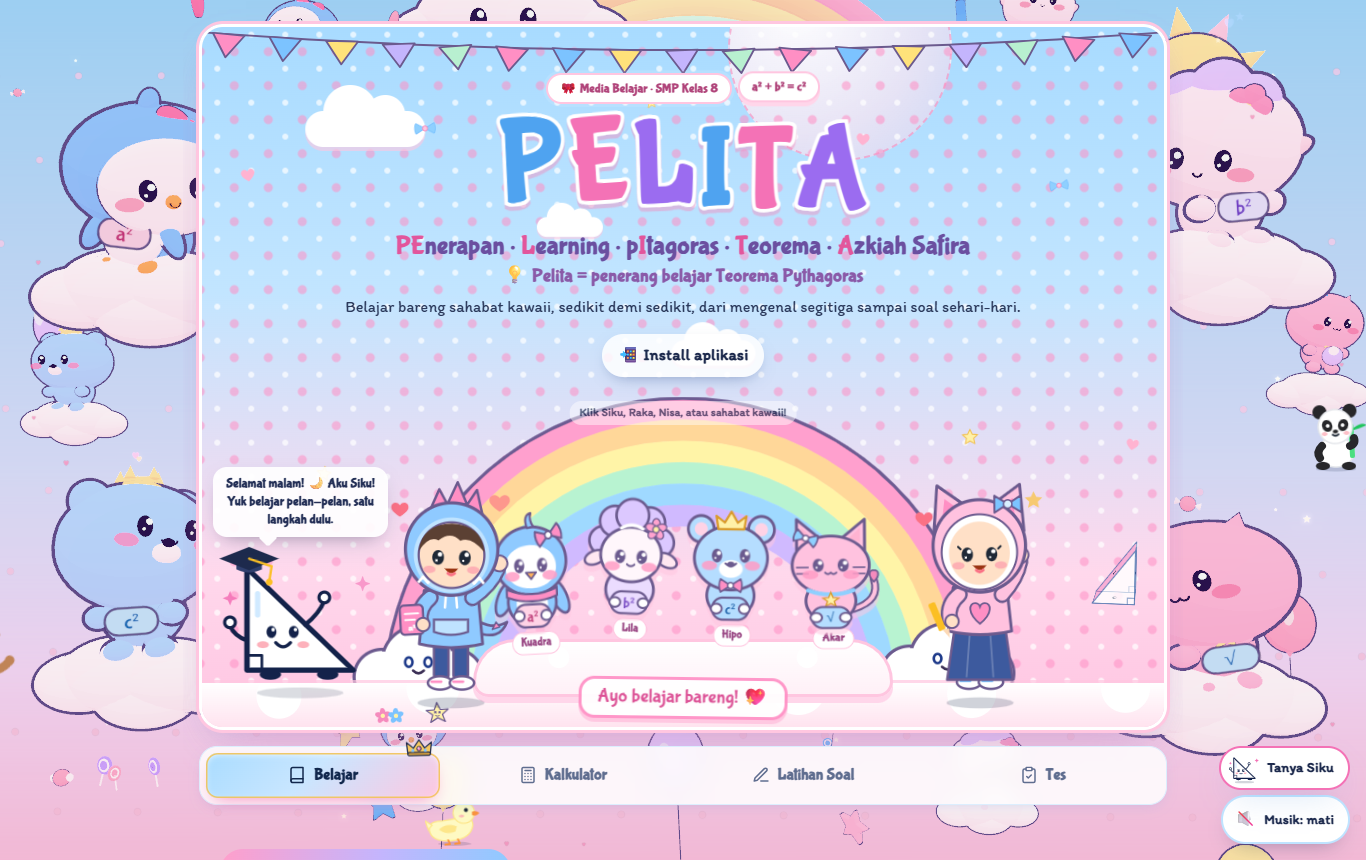 🎀 Media Belajar · SMP Kelas 8
a² + b² = c²
PELITA
PEnerapan · Learning · pItagoras · Teorema · Azkiah Safira
💡 Pelita = penerang belajar Teorema Pythagoras
Belajar bareng sahabat kawaii, sedikit demi sedikit, dari mengenal segitiga sampai soal sehari-hari.
📲 Install aplikasi
Klik Siku, Raka, Nisa, atau sahabat kawaii!
Selamat malam! 🌙 Aku Siku!
Yuk belajar pelan-pelan, satu
langkah dulu.
a²
b²
c²
√
a²
b²
c²
√
Kuadra
Lila
Hipo
Akar
Ayo belajar bareng! 💖
Belajar
Kalkulator
Latihan Soal
Tes
Tanya Siku
Musik: mati